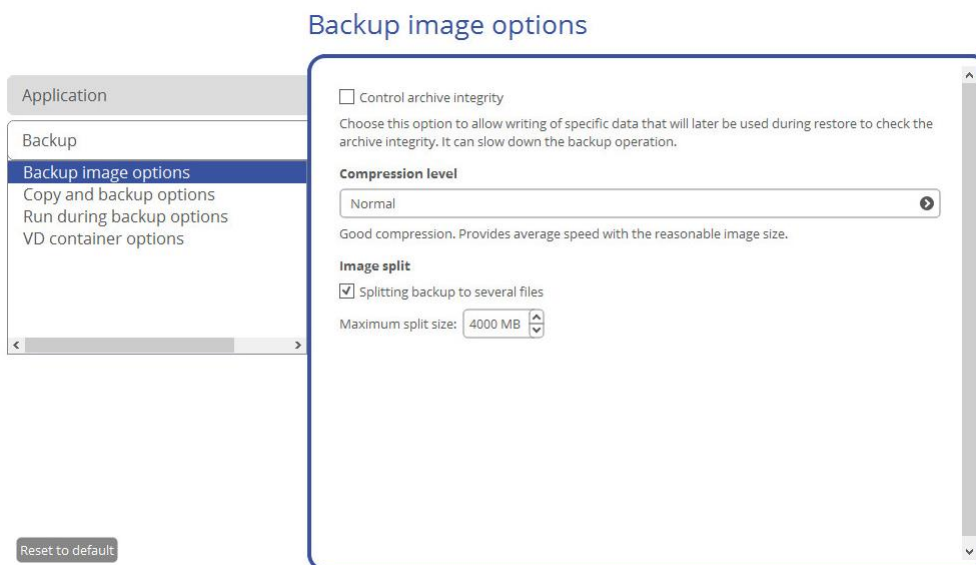 Backup image options
Application
Backup
Backup image options
Copy and backup options
Run during backup options
VD container options
Reset to default
Control archive integrity
Choose this option to allow writing of specific data that will later be used during restore to check the
archive integrity. It can slow down the backup operation.
Compression level
Normal
Good compression. Provides average speed with the reasonable image size.
Image split
Splitting backup to several files
Maximum split size: 4000 MB